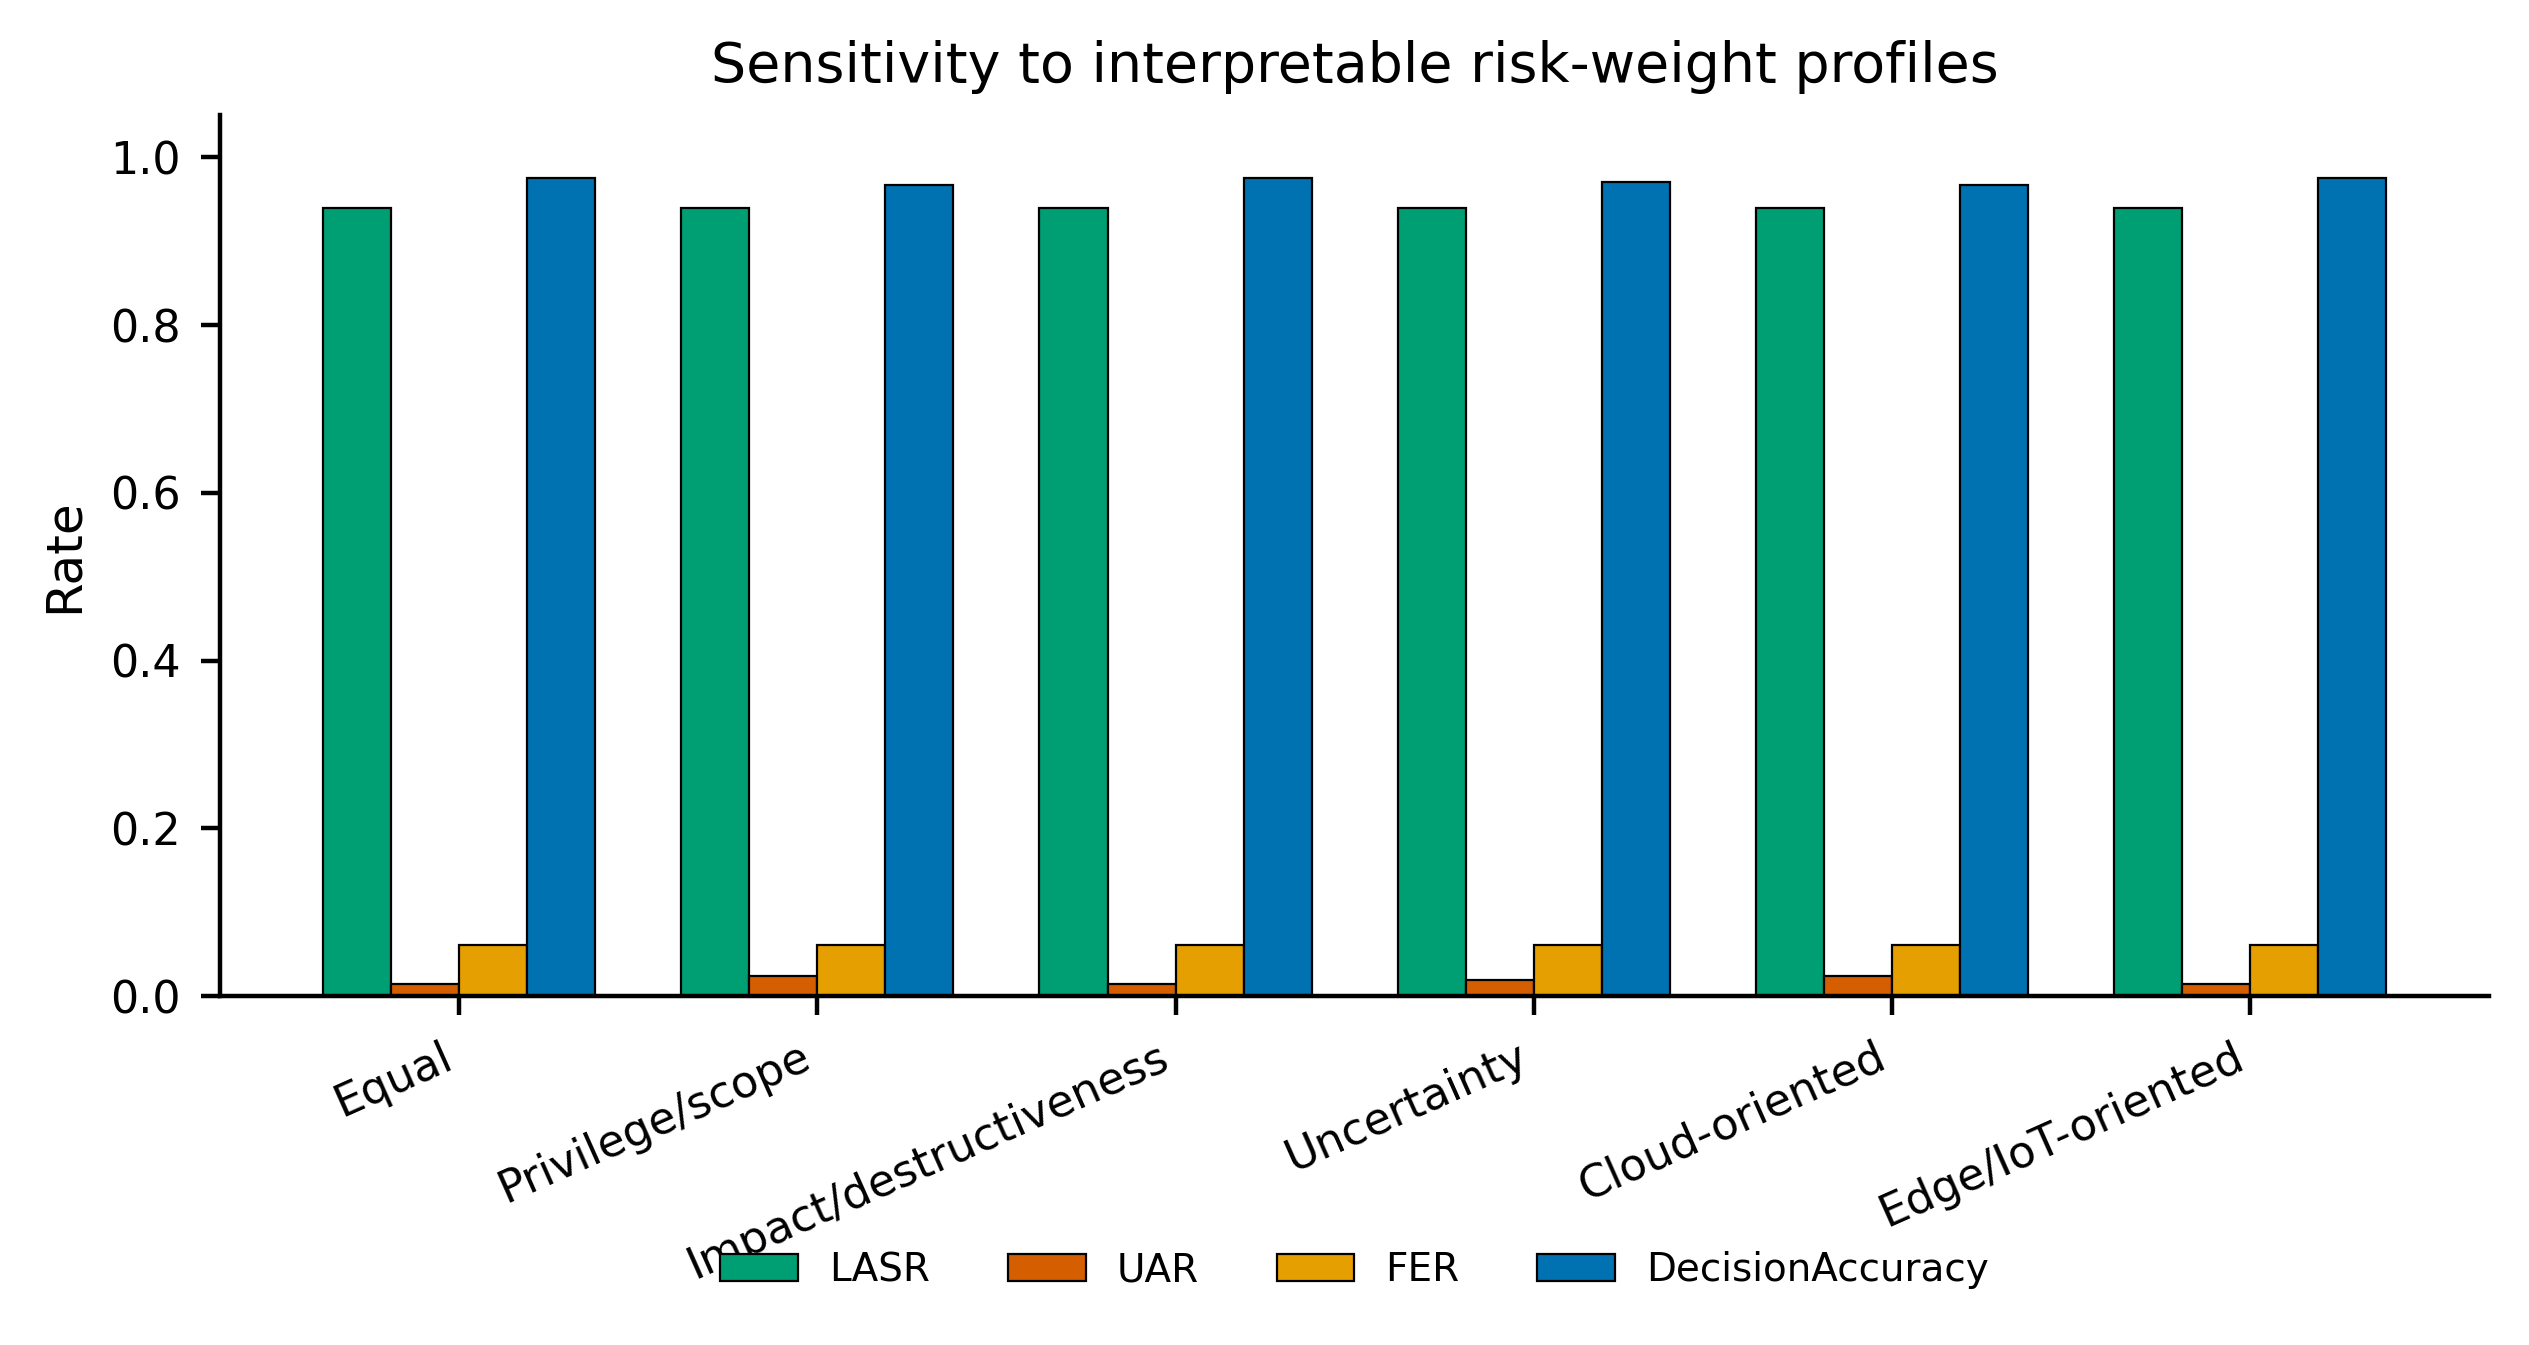 Sensitivity to interpretable risk-weight profiles
1.0
0.8
0.6
0.4
0.2
0.0
Rate
Equal
Privilege/scope
Impact/destructiveness
Uncertainty
Cloud-oriented
Edge/IoT-oriented
LASR UAR FER DecisionAccuracy